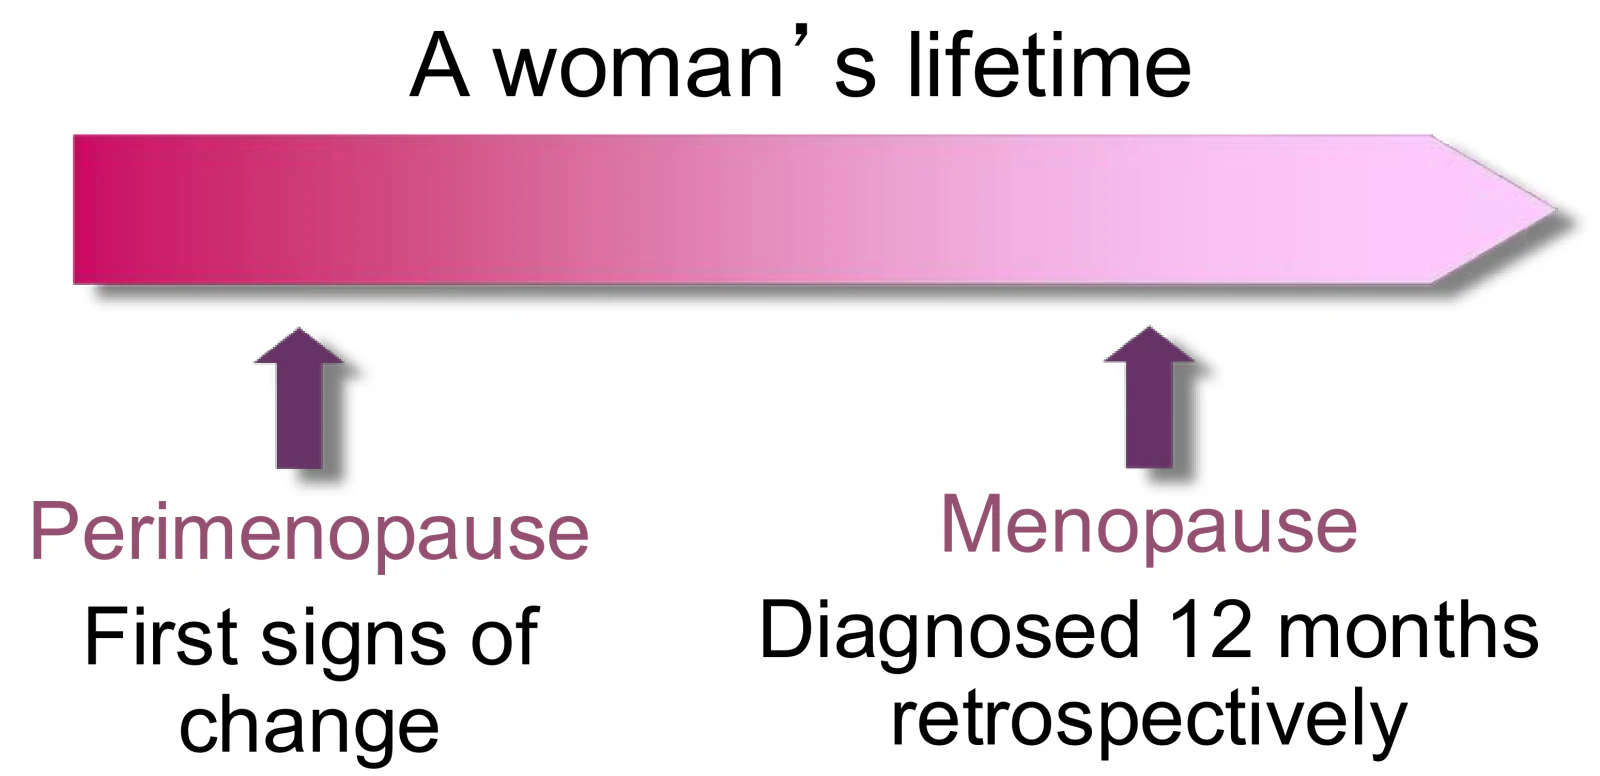 A woman’ s lifetime
Perimenopause
First signs of
change
Menopause
Diagnosed 12 months
retrospectively